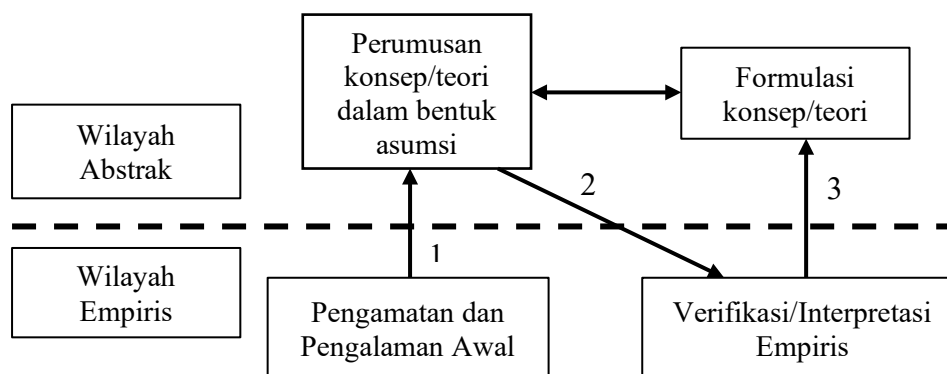 Perumusan
konsep/teori
dalam bentuk
asumsi
Formulasi
konsep/teori
Wilayah
Abstrak
2
3
1
Wilayah
Empiris
Pengamatan dan
Pengalaman Awal
Verifikasi/Interpretasi
Empiris